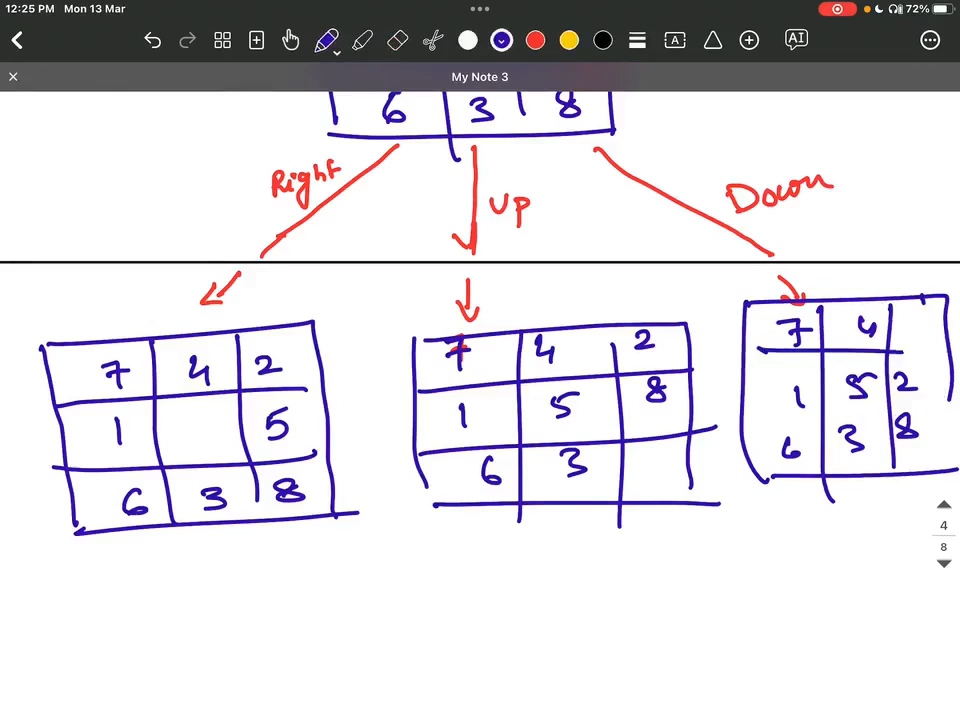 12:25 PM Mon 13 Mar
72%
AI
My Note 3
6 3 8
Right
UP
Down
7 4 2
1 5
6 3 8
7 4 2
1 5 8
6 3
7 4
1 5 2
6 3 8
4
8